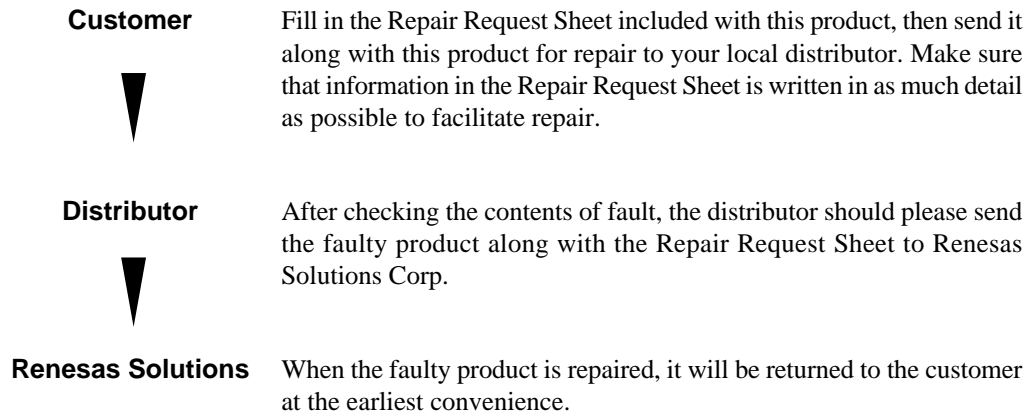 Customer
Fill in the Repair Request Sheet included with this product, then send it
along with this product for repair to your local distributor. Make sure
that information in the Repair Request Sheet is written in as much detail
as possible to facilitate repair.
Distributor
After checking the contents of fault, the distributor should please send
the faulty product along with the Repair Request Sheet to Renesas
Solutions Corp.
Renesas Solutions
When the faulty product is repaired, it will be returned to the customer
at the earliest convenience.